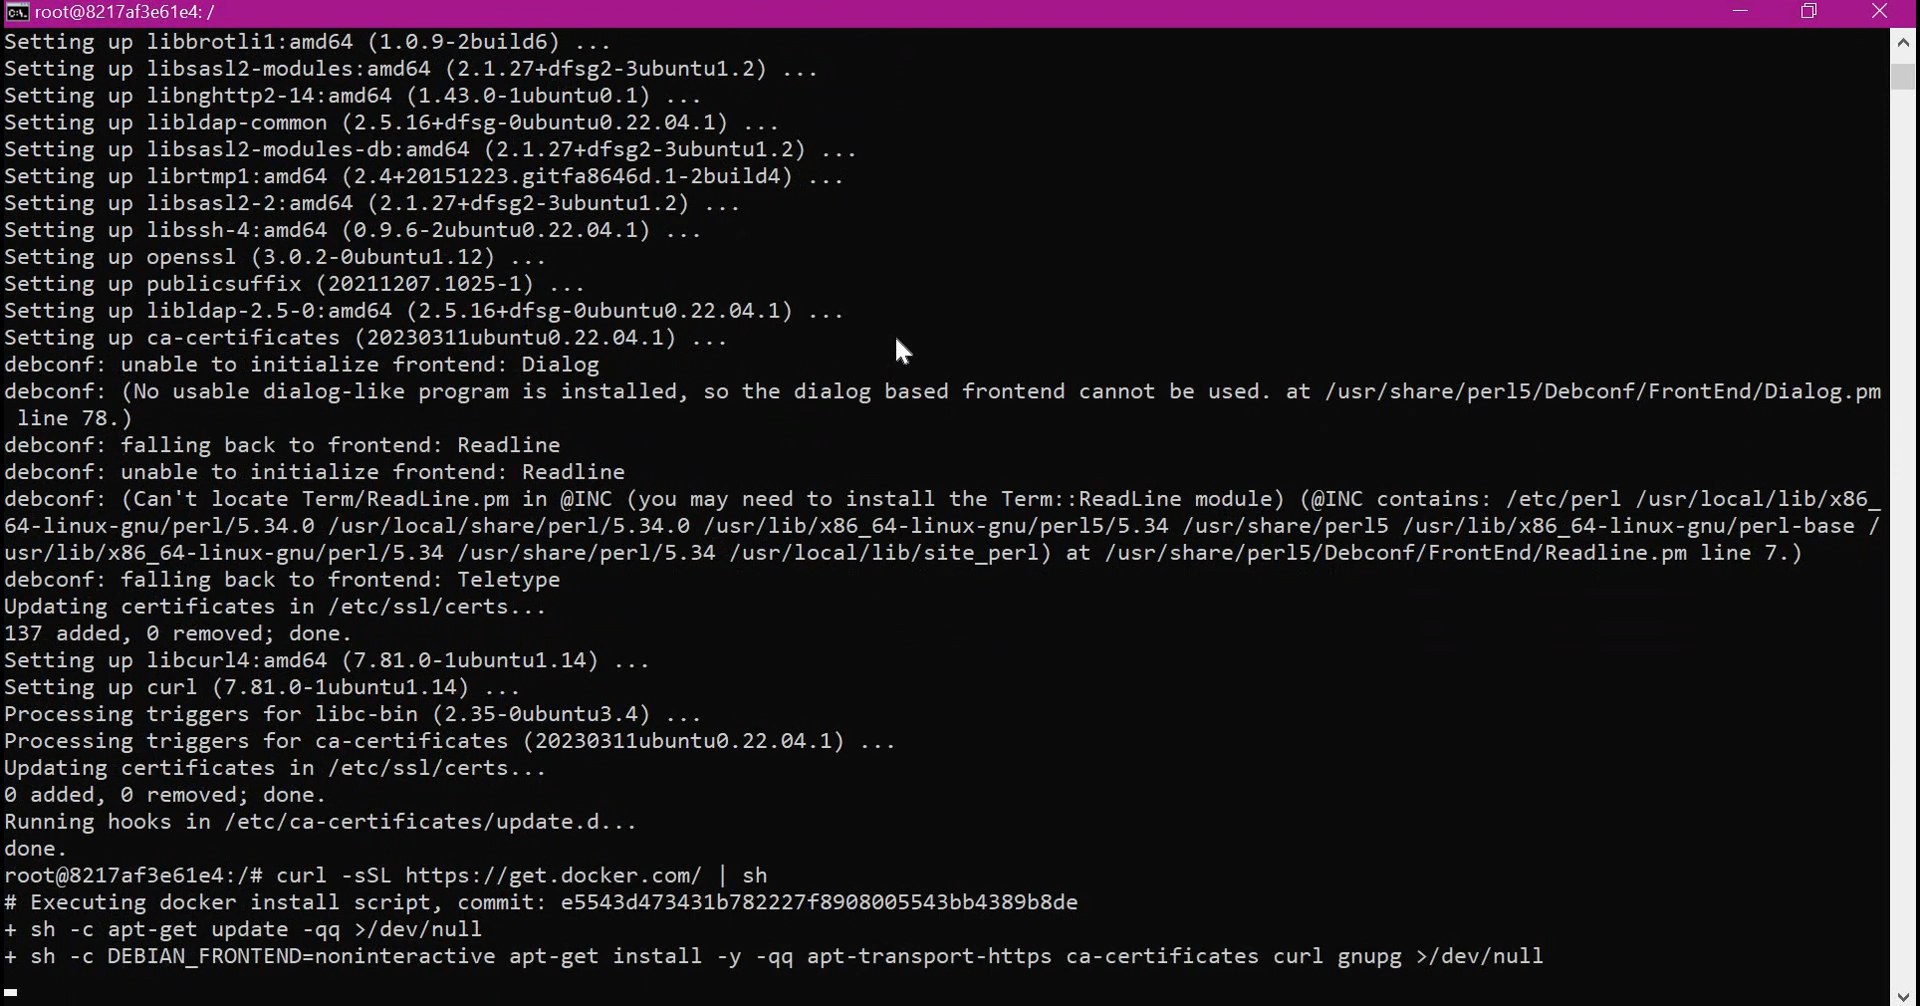 root@8217af3e61e4: /
Setting up libbrotli1:amd64 (1.0.9-2build6) ...
Setting up libsasl2-modules:amd64 (2.1.27+dfsg2-3ubuntu1.2) ...
Setting up libnghttp2-14:amd64 (1.43.0-1ubuntu0.1) ...
Setting up libldap-common (2.5.16+dfsg-0ubuntu0.22.04.1) ...
Setting up libsasl2-modules-db:amd64 (2.1.27+dfsg2-3ubuntu1.2) ...
Setting up librtmp1:amd64 (2.4+20151223.gitfa8646d.1-2build4) ...
Setting up libsasl2-2:amd64 (2.1.27+dfsg2-3ubuntu1.2) ...
Setting up libssh-4:amd64 (0.9.6-2ubuntu0.22.04.1) ...
Setting up openssl (3.0.2-0ubuntu1.12) ...
Setting up publicsuffix (20211207.1025-1) ...
Setting up libldap-2.5-0:amd64 (2.5.16+dfsg-0ubuntu0.22.04.1) ...
Setting up ca-certificates (20230311ubuntu0.22.04.1) ...
debconf: unable to initialize frontend: Dialog
debconf: (No usable dialog-like program is installed, so the dialog based frontend cannot be used. at /usr/share/perl5/Debconf/FrontEnd/Dialog.pm
 line 78.)
debconf: falling back to frontend: Readline
debconf: unable to initialize frontend: Readline
debconf: (Can't locate Term/ReadLine.pm in @INC (you may need to install the Term::ReadLine module) (@INC contains: /etc/perl /usr/local/lib/x86_
64-linux-gnu/perl/5.34.0 /usr/local/share/perl/5.34.0 /usr/lib/x86_64-linux-gnu/perl5/5.34 /usr/share/perl5 /usr/lib/x86_64-linux-gnu/perl-base /
usr/lib/x86_64-linux-gnu/perl/5.34 /usr/share/perl/5.34 /usr/local/lib/site_perl) at /usr/share/perl5/Debconf/FrontEnd/Readline.pm line 7.)
debconf: falling back to frontend: Teletype
Updating certificates in /etc/ssl/certs...
137 added, 0 removed; done.
Setting up libcurl4:amd64 (7.81.0-1ubuntu1.14) ...
Setting up curl (7.81.0-1ubuntu1.14) ...
Processing triggers for libc-bin (2.35-0ubuntu3.4) ...
Processing triggers for ca-certificates (20230311ubuntu0.22.04.1) ...
Updating certificates in /etc/ssl/certs...
0 added, 0 removed; done.
Running hooks in /etc/ca-certificates/update.d...
done.
root@8217af3e61e4:/# curl -sSL https://get.docker.com/ | sh
# Executing docker install script, commit: e5543d473431b782227f8908005543bb4389b8de
+ sh -c apt-get update -qq >/dev/null
+ sh -c DEBIAN_FRONTEND=noninteractive apt-get install -y -qq apt-transport-https ca-certificates curl gnupg >/dev/null